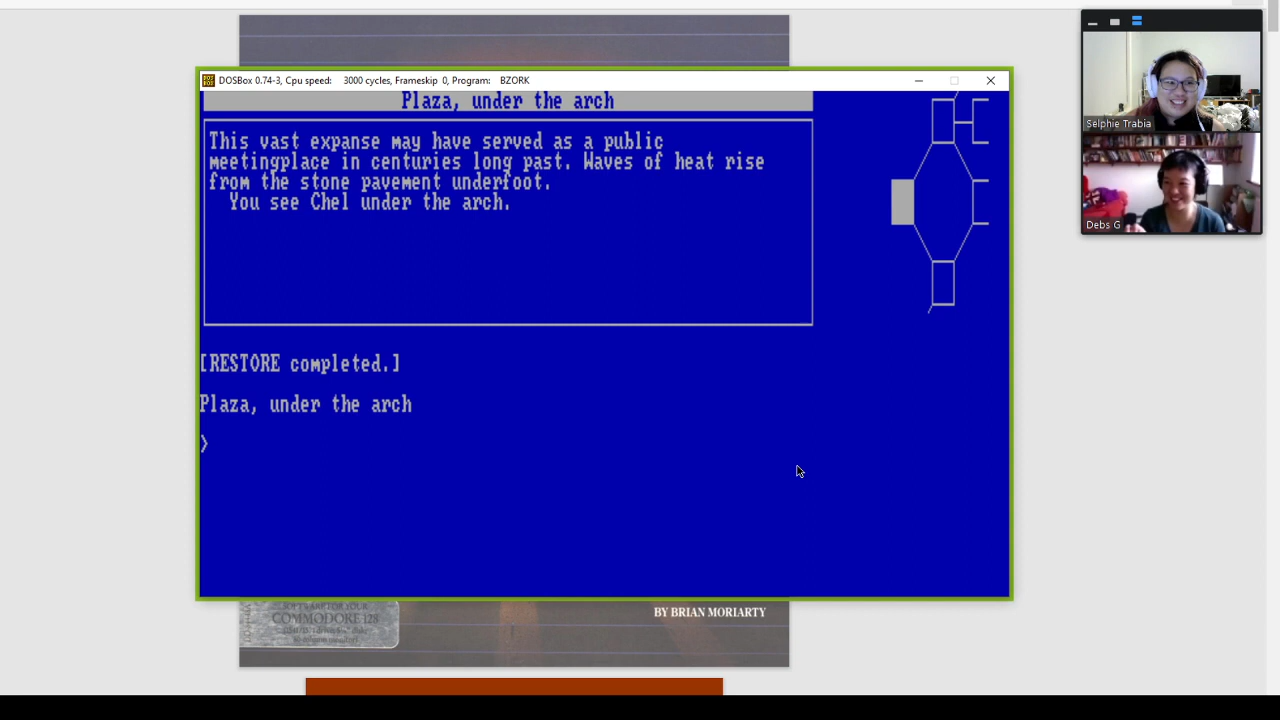 DOSBox 0.74-3, Cpu speed: 3000 cycles, Frameskip 0, Program: BZORK
Plaza, under the arch
This vast expanse may have served as a public
meetingplace in centuries long past. Waves of heat rise
from the stone pavement underfoot.
You see Chel under the arch.
[RESTORE completed.]
Plaza, under the arch
>
Selphie Trabia
Debs G
SOFTWARE FOR YOUR
COMMODORE 128
BY BRIAN MORIARTY